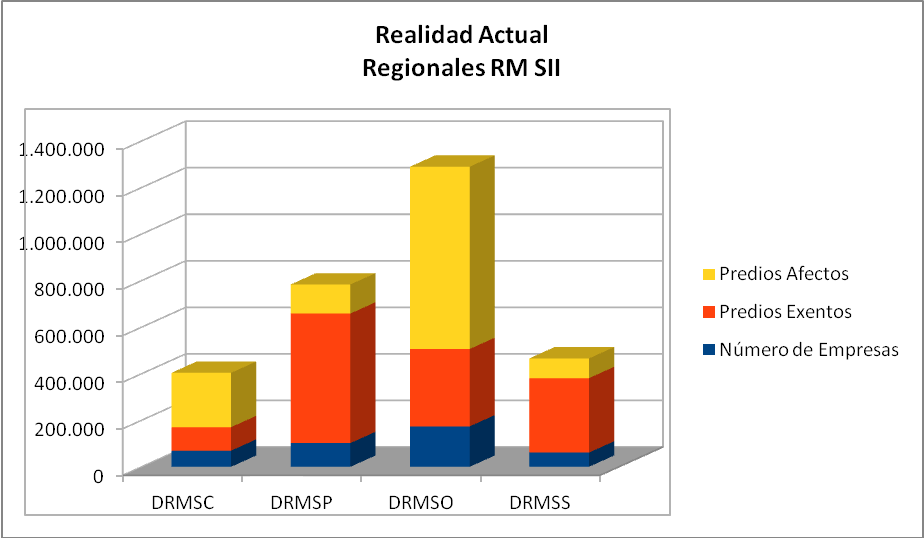 Realidad Actual
Regionales RM SII
1.400.000
1.200.000
1.000.000
800.000
600.000
400.000
200.000
0
DRMSC
DRMSP
DRMSO
DRMSS
Predios Afectos
Predios Exentos
Número de Empresas